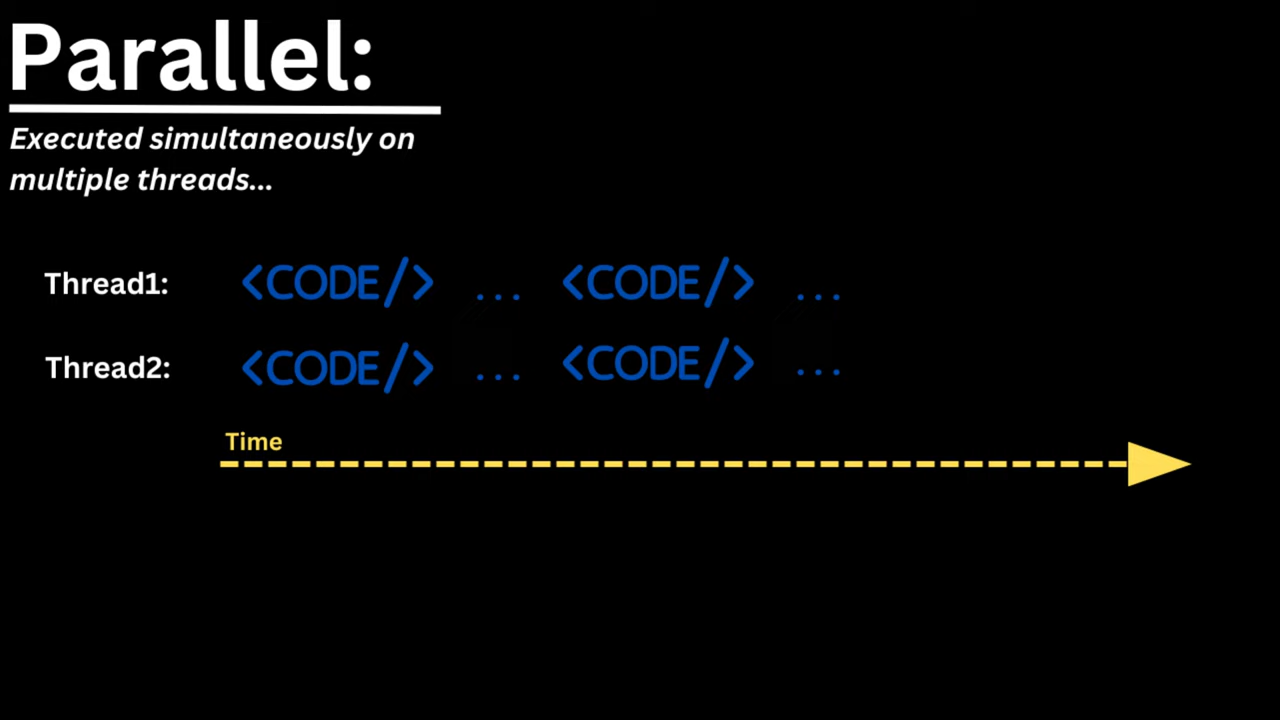 Parallel:
Executed simultaneously on
multiple threads...
Thread1: <CODE/> ... <CODE/> ...
Thread2: <CODE/> ... <CODE/> ...
Time